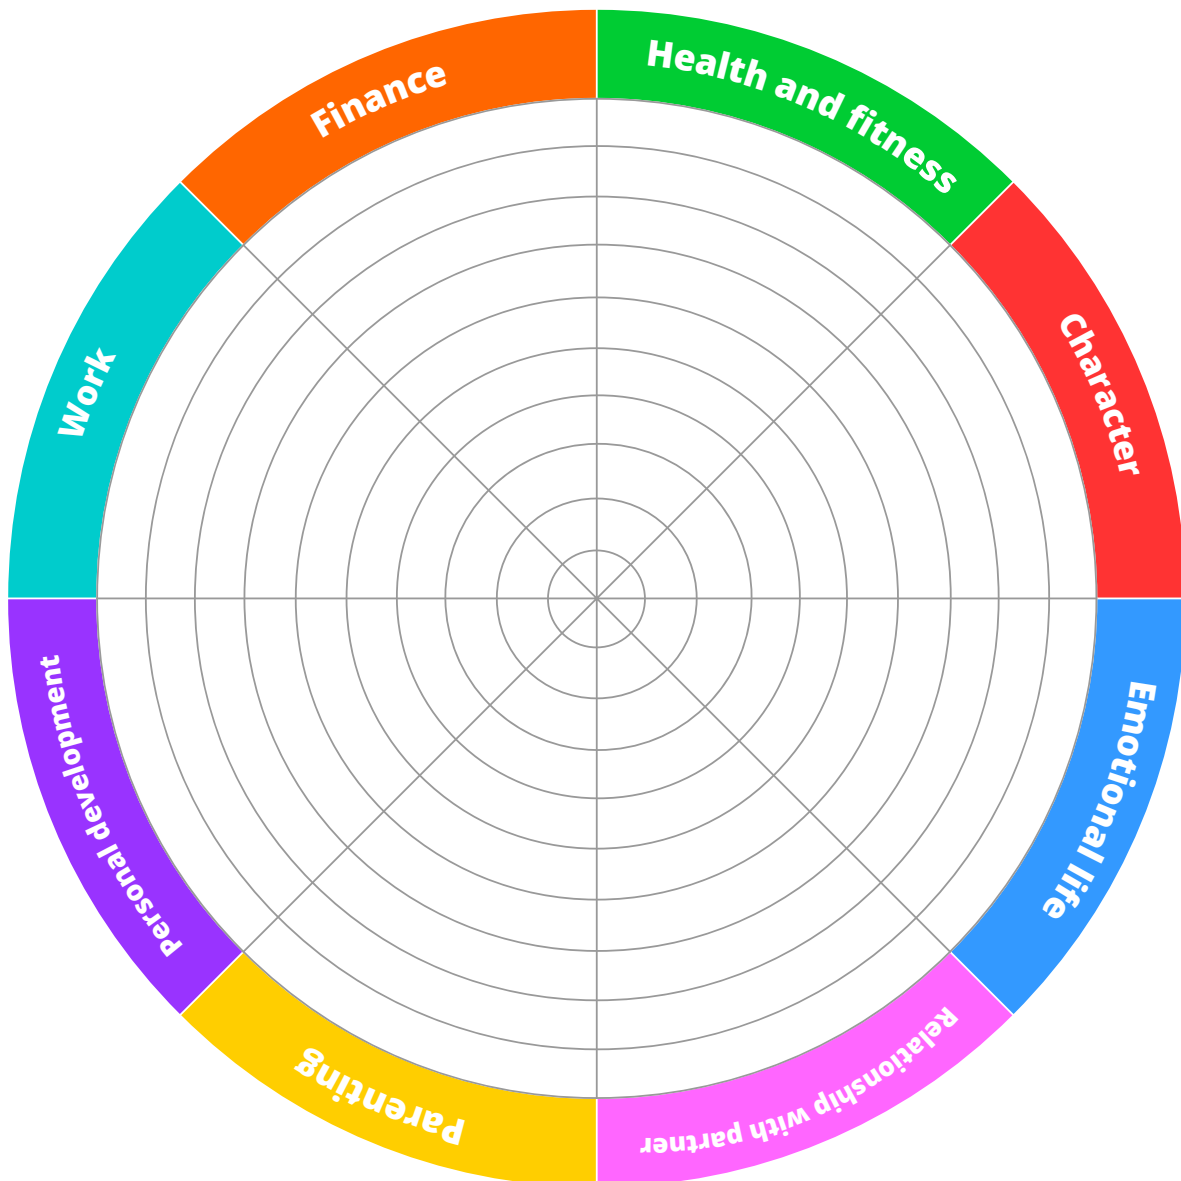 Health and fitness
Character
Emotional life
Relationship with partner
Parenting
Personal development
Work
Finance